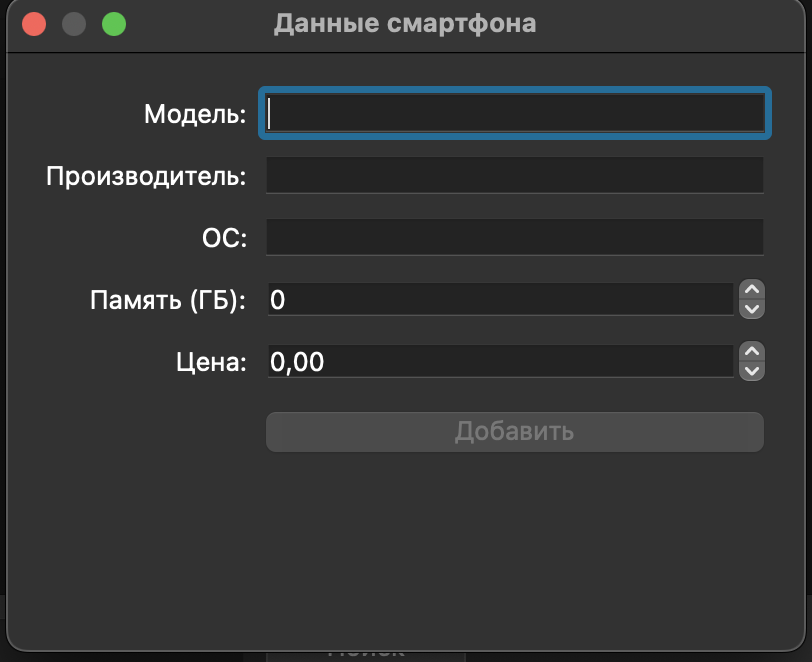 Данные смартфона
Модель:
Производитель:
ОС:
Память (ГБ): 0
Цена: 0,00
Добавить